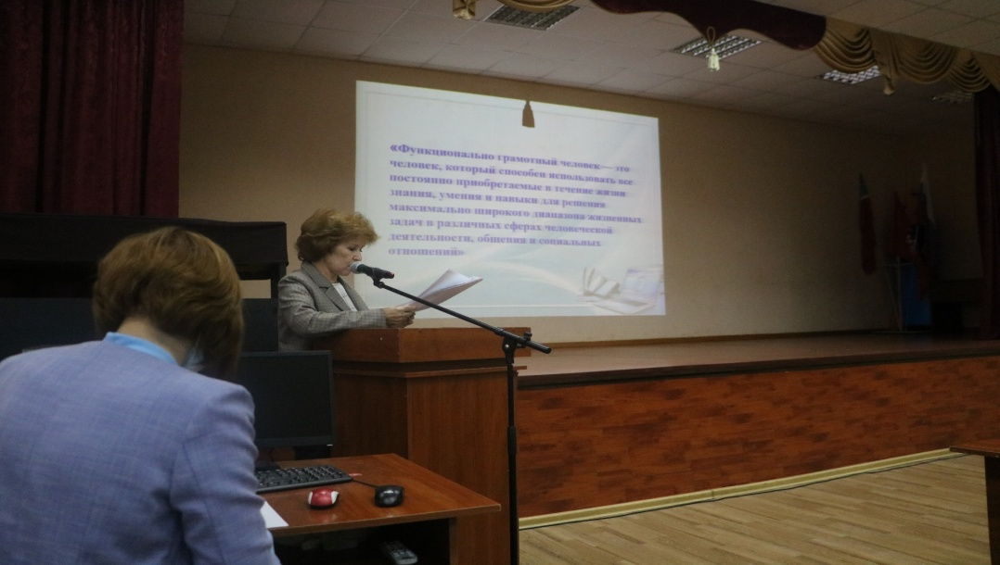 «Функционально грамотный человек — это
человек, который способен использовать все
постоянно приобретаемые в течение жизни
знания, умения и навыки для решения
максимально широкого диапазона жизненных
задач в различных сферах человеческой
деятельности, общения и социальных
отношений»